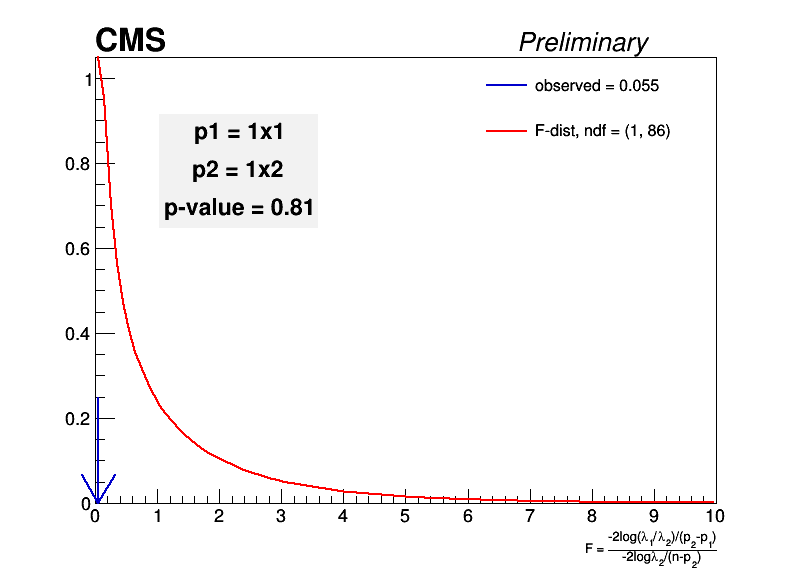 CMS Preliminary
observed = 0.055
F-dist, ndf = (1, 86)
p1 = 1x1
p2 = 1x2
p-value = 0.81
1
0.8
0.6
0.4
0.2
0
0 1 2 3 4 5 6 7 8 9 10
F = -2log(λ1/λ2)/(p2-p1)
-2logλ2/(n-p2)